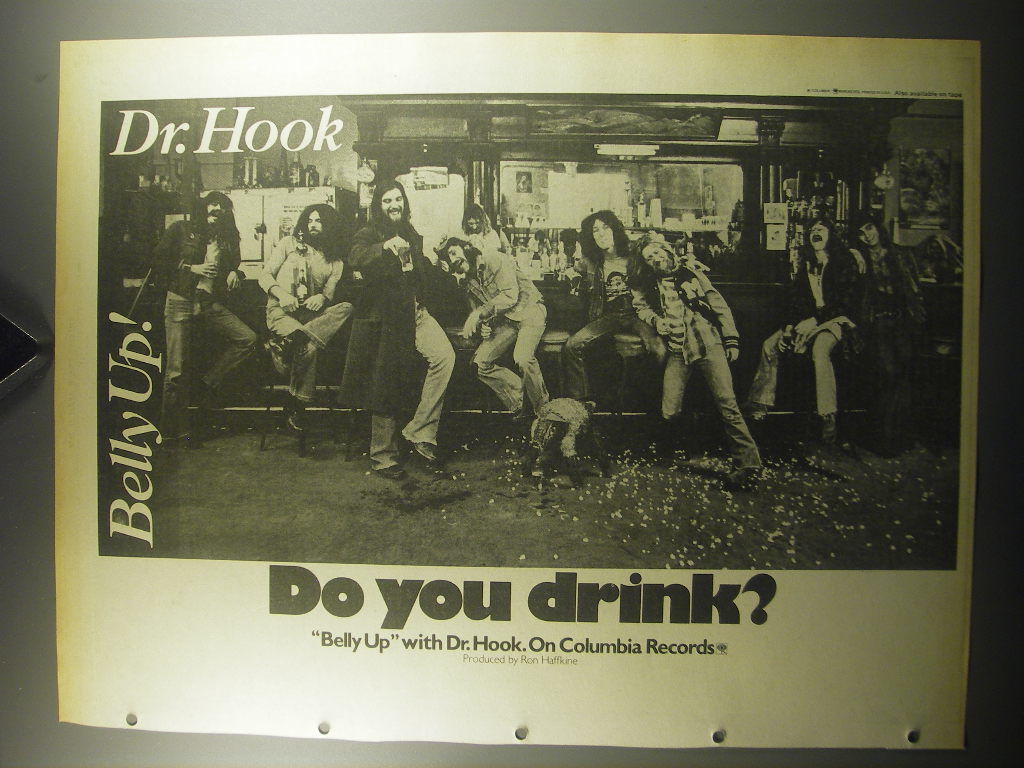 Also available on tape
Dr. Hook
Belly Up!
Do you drink?
“Belly Up” with Dr. Hook. On Columbia Records
Produced by Ron Haffkine